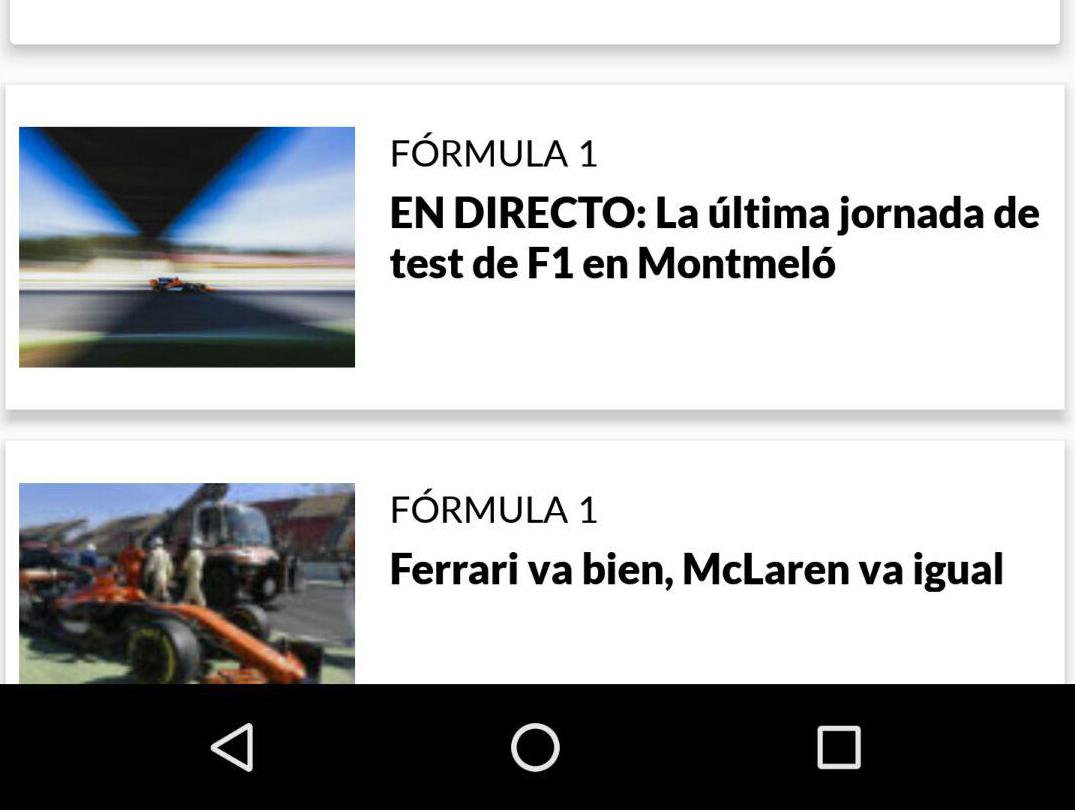 FÓRMULA 1
EN DIRECTO: La última jornada de
test de F1 en Montmeló
FÓRMULA 1
Ferrari va bien, McLaren va igual